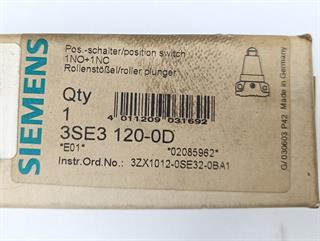 SIEMENS
Pos.-schalter/position switch
1NO+1NC
Rollenstößel/roller plunger
Qty
1
4 011209 031692
3SE3 120-0D
*E01*
*02085962*
Instr.Ord.No.: 3ZX1012-0SE32-0BA1
G/030603 P42 Made in Germany